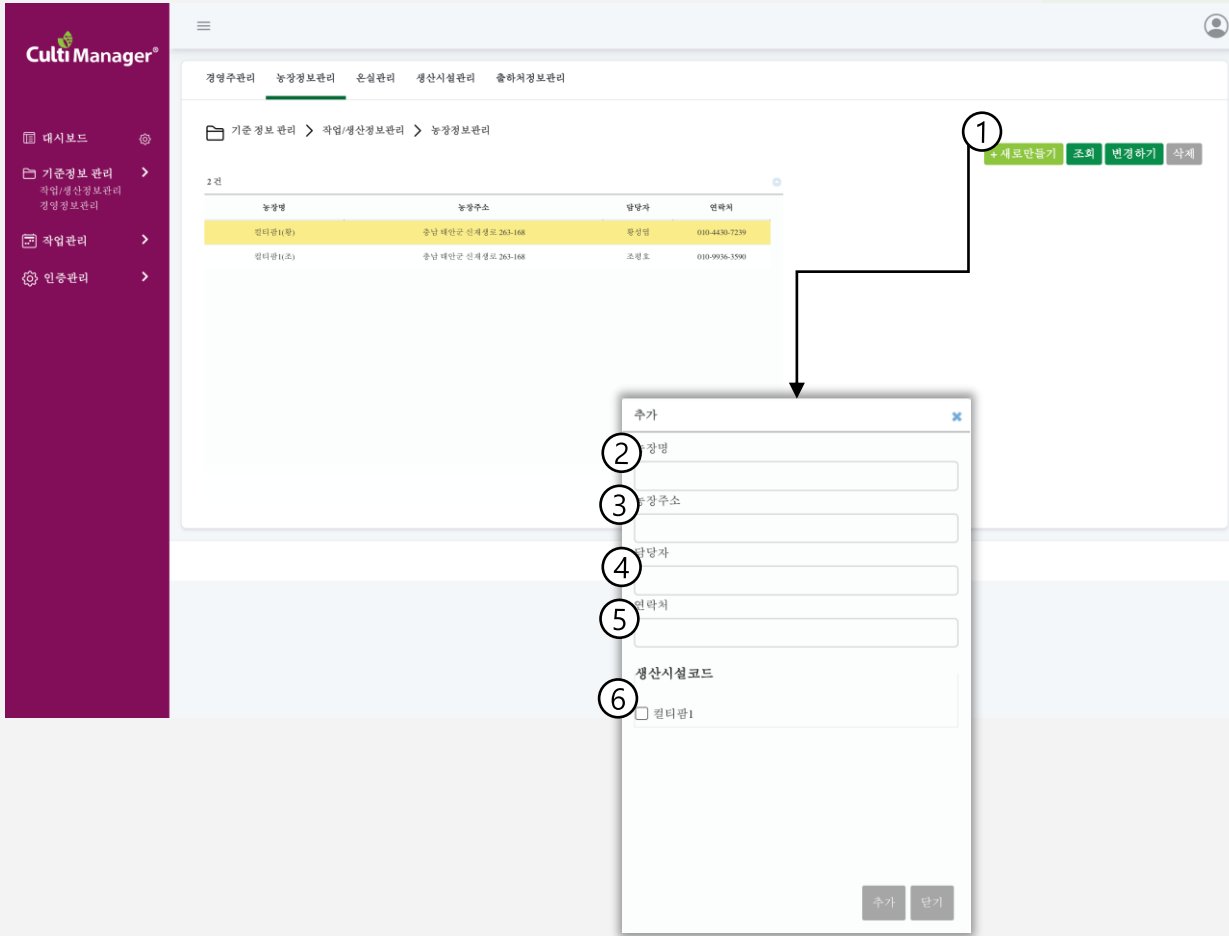 Culti Manager®
경영주관리 농장정보관리 온실관리 생산시설관리 출하처정보관리
기준 정보 관리 작업/생산정보관리 농장정보관리
1
+ 새로만들기 조회 변경하기 삭제
대시보드
기준정보 관리
작업/생산정보관리
경영정보관리
작업관리
인증관리
2 건
농장명 농장주소 담당자 연락처
컬티팜1(황) 충남 태안군 신재생로 263-168 010-4430-7239
컬티팜1(조) 충남 태안군 신재생로 263-168 010-9936-3590
추가
2 농장명
3 농장주소
4 담당자
5 연락처
생산시설코드
6 컬티팜1
추가 닫기